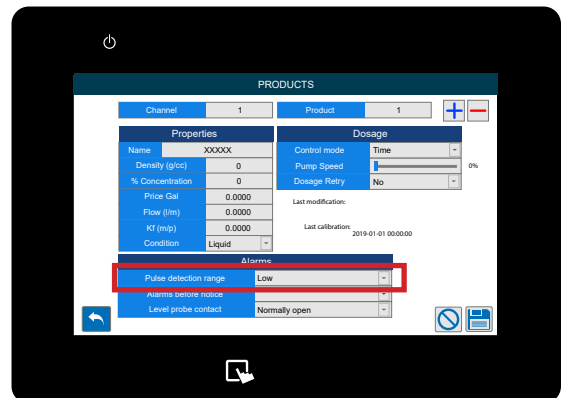 PRODUCTS
Channel 1 Product 1
Properties
Name XXXXX
Density (g/cc) 0
% Concentration 0
Price Gal 0.0000
Flow (l/m) 0.0000
Kf (m/p) 0.0000
Condition Liquid
Dosage
Control mode Time
Pump Speed 0%
Dosage Retry No
Last modification:
Last calibration: 2019-01-01 00:00:00
Alarms
Pulse detection range Low
Alarms before notice
Level probe contact Normally open